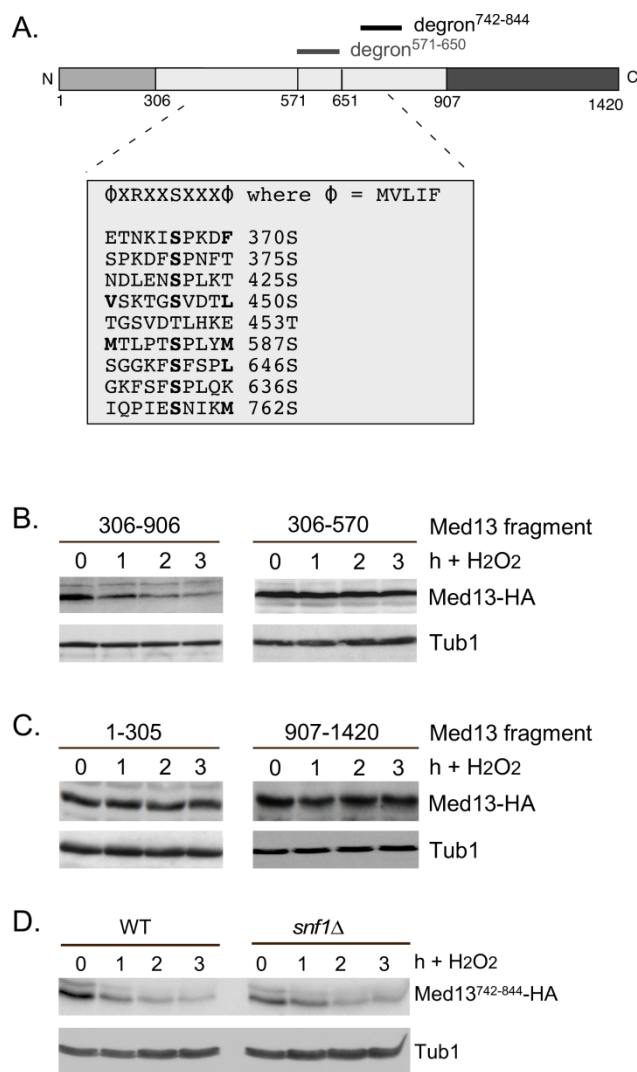 A.
degron742-844
degron571-650
N C
1 306 571 651 907 1420
ΦXRXXSXXXΦ where Φ = MVLIF
ETNKISPKDF 370S
SPKDFSPNFT 375S
NDLENSPLKT 425S
VSKTGSVDTL 450S
TGSVDTLHKE 453T
MTLPTSPLYM 587S
SGGKFSFSPL 646S
GKFSFSPLQK 636S
IQPIESNIKM 762S
B.
306-906 306-570 Med13 fragment
0 1 2 3 0 1 2 3 h + H2O2
Med13-HA
Tub1
C.
1-305 907-1420 Med13 fragment
0 1 2 3 0 1 2 3 h + H2O2
Med13-HA
Tub1
D.
WT snf1Δ
0 1 2 3 0 1 2 3 h + H2O2
Med13742-844-HA
Tub1